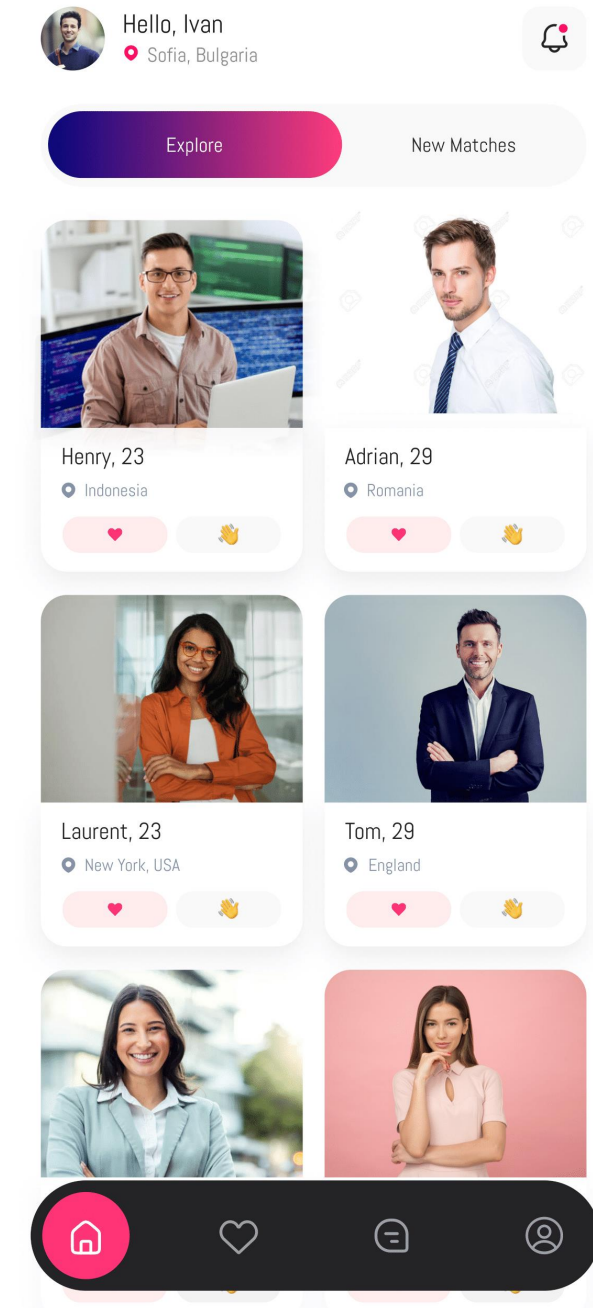 Hello, Ivan
Sofia, Bulgaria
Explore
New Matches
Henry, 23
Indonesia
Adrian, 29
Romania
Laurent, 23
New York, USA
Tom, 29
England